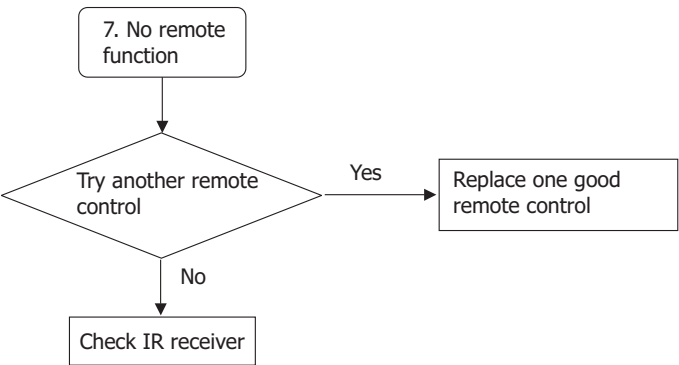 7. No remote
function
Try another remote
control
Yes
Replace one good
remote control
No
Check IR receiver